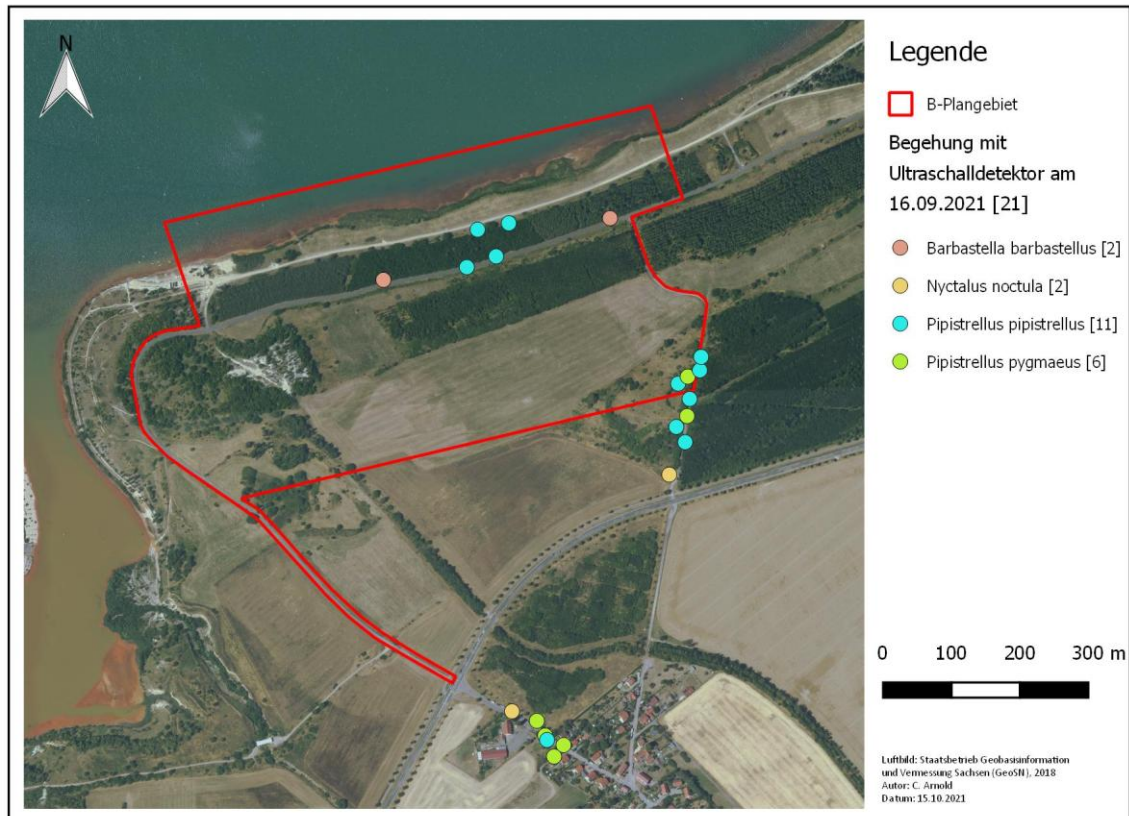 N
Legende
B-Plangebiet
Begehung mit
Ultraschalldetektor am
16.09.2021 [21]
Barbastella barbastellus [2]
Nyctalus noctula [2]
Pipistrellus pipistrellus [11]
Pipistrellus pygmaeus [6]
0 100 200 300 m
Luftbild: Staatsbetrieb Geobasisinformation
und Vermessung Sachsen (GeoSN), 2018
Autor: C. Arnold
Datum: 15.10.2021